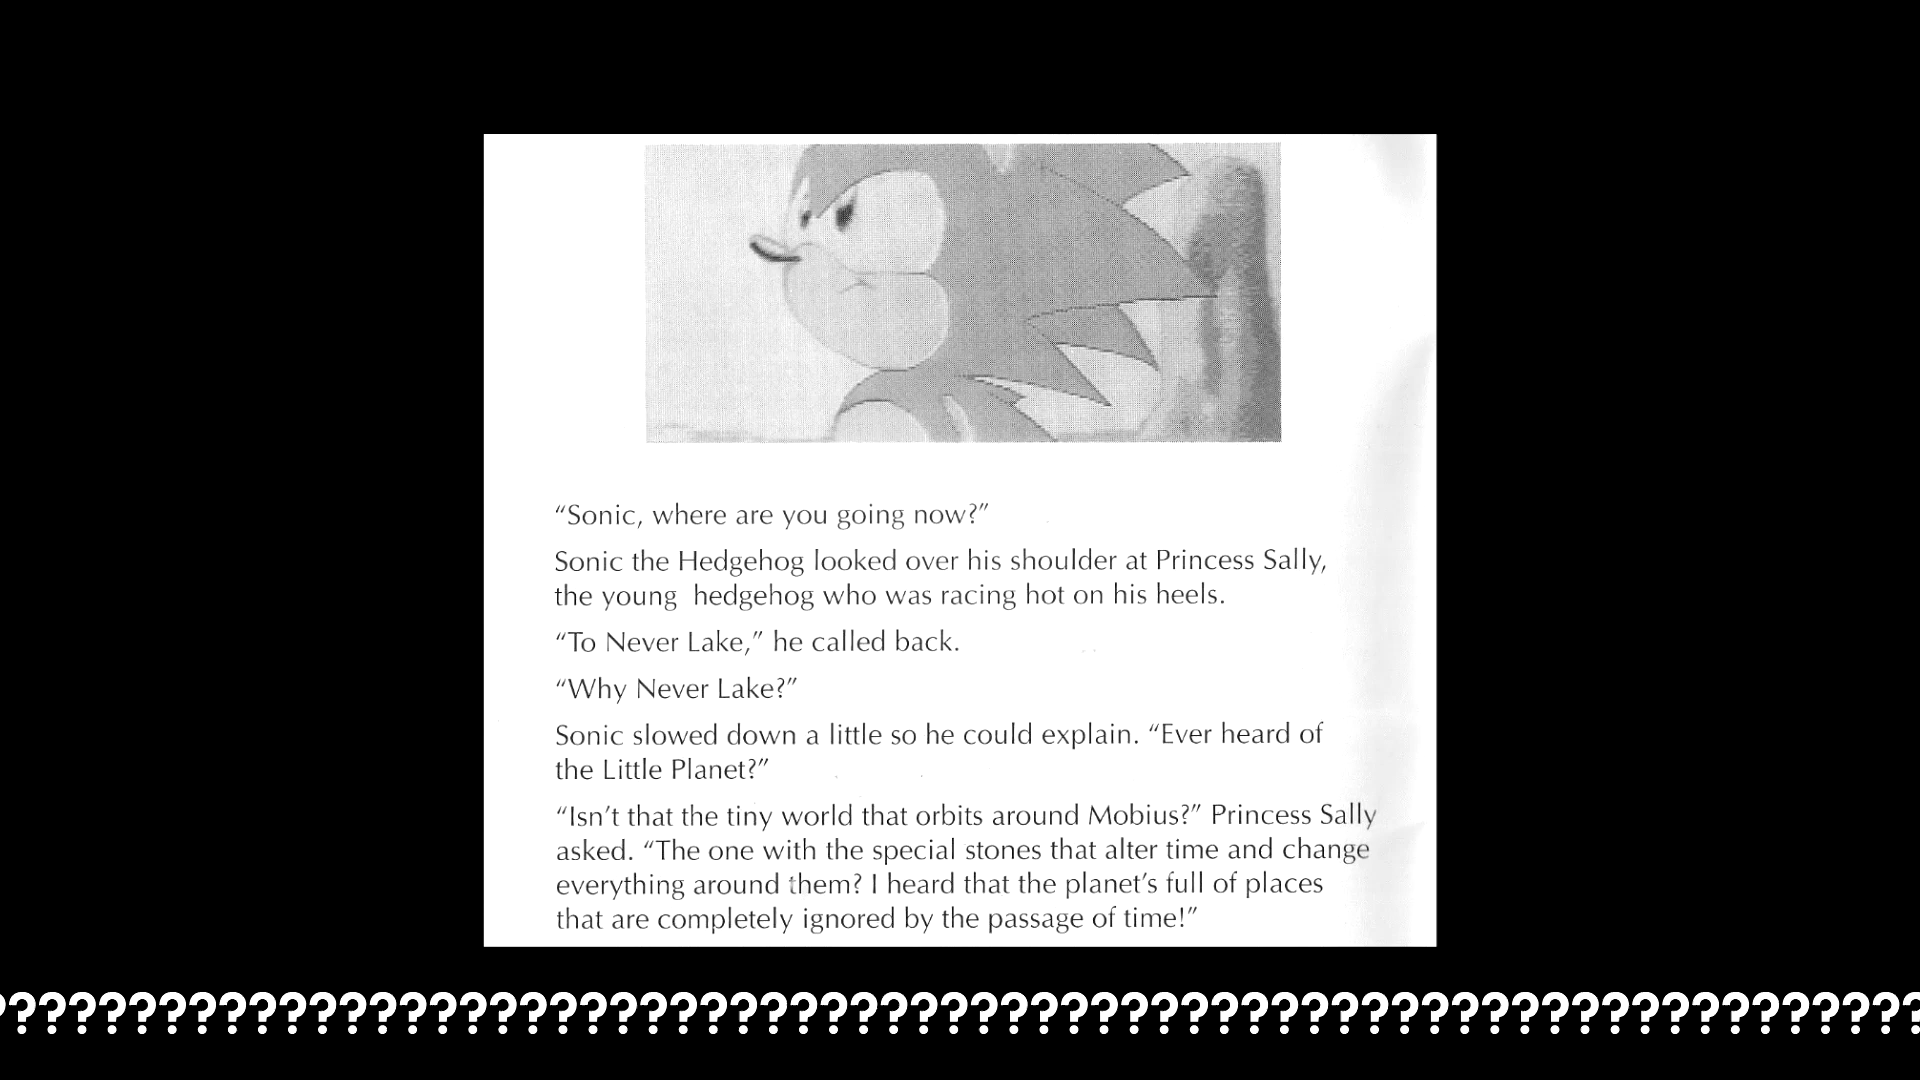 “Sonic, where are you going now?”
Sonic the Hedgehog looked over his shoulder at Princess Sally,
the young  hedgehog who was racing hot on his heels.
“To Never Lake,” he called back.
“Why Never Lake?”
Sonic slowed down a little so he could explain. “Ever heard of
the Little Planet?”
“Isn’t that the tiny world that orbits around Mobius?” Princess Sally
asked. “The one with the special stones that alter time and change
everything around them? I heard that the planet’s full of places
that are completely ignored by the passage of time!”
?????????????????????????????????????????????????????????????????